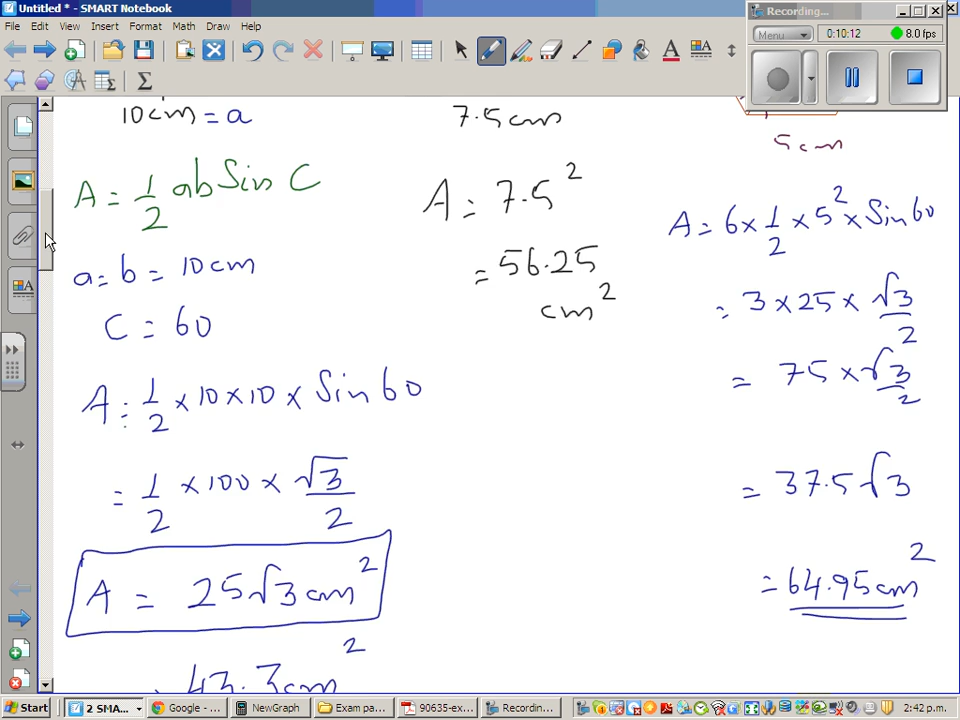 Untitled * - SMART Notebook
File Edit View Insert Format Math Draw Help
Recording...
Menu
0:10:12
8.0 fps
10cm = a
A = 1/2 ab Sin C
a = b = 10cm
C = 60
A = 1/2 × 10 × 10 × Sin 60
= 1/2 × 100 × √3/2
A = 25√3 cm²
43.3cm²
7.5cm
A = 7.5²
= 56.25
cm²
5cm
A = 6 × 1/2 × 5² × Sin 60
= 3 × 25 × √3/2
= 75 × √3/2
= 37.5√3
= 64.95cm²
Start
2 SMA...
Google - ...
NewGraph
Exam pa...
90635-ex...
Recordin...
2:42 p.m.